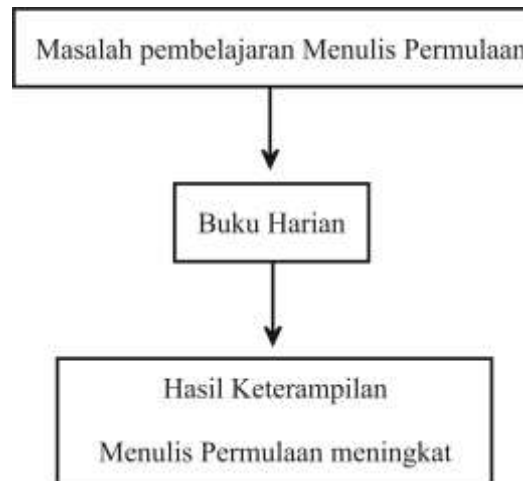 Masalah pembelajaran Menulis Permulaan
Buku Harian
Hasil Keterampilan
Menulis Permulaan meningkat